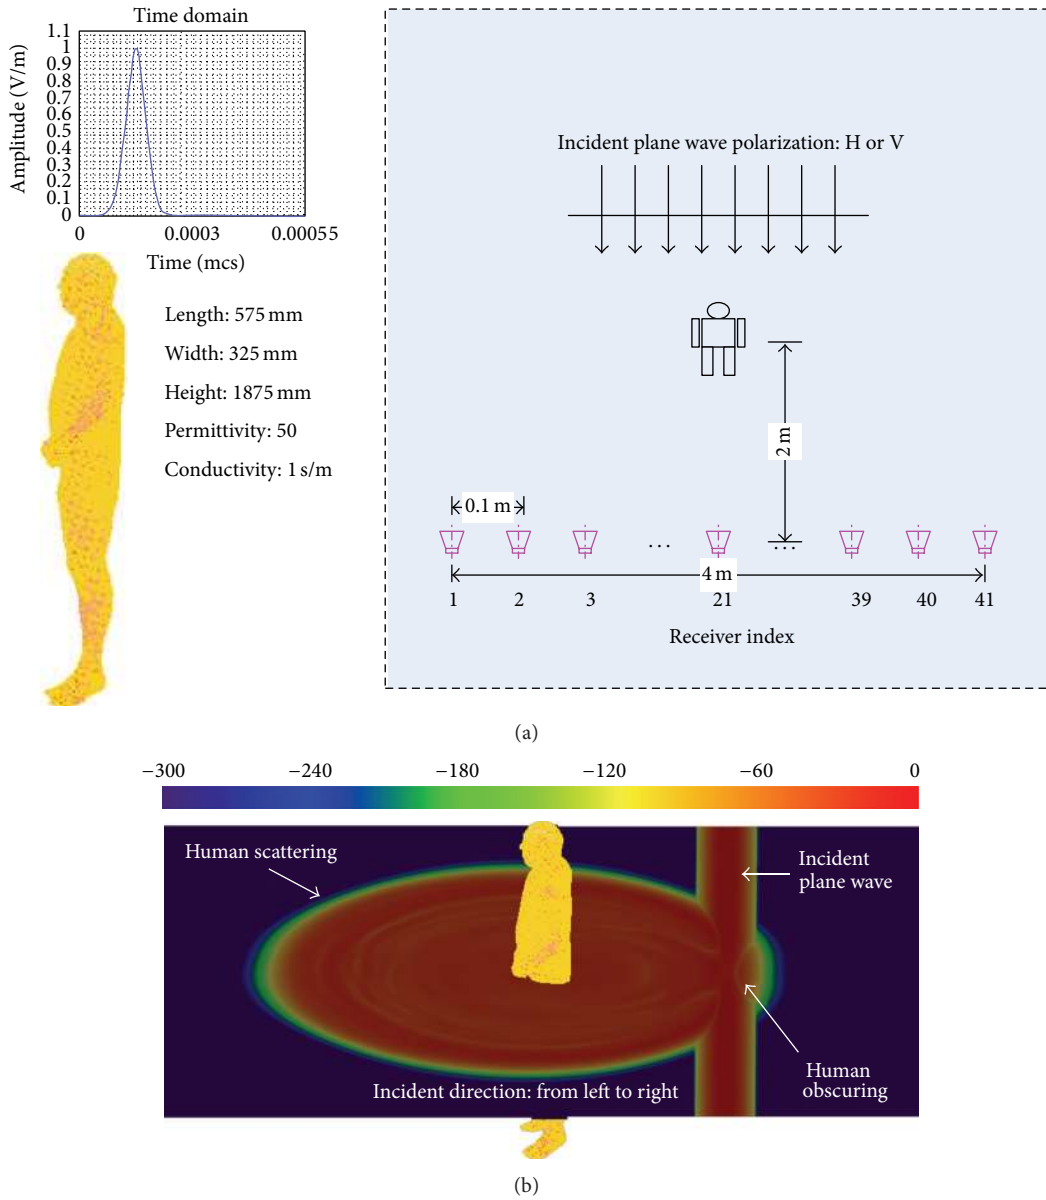 Time domain
Amplitude (V/m)
1.1
1
0.9
0.8
0.7
0.6
0.5
0.4
0.3
0.2
0.1
0
0 0.0003 0.00055
Time (mcs)
Length: 575 mm
Width: 325 mm
Height: 1875 mm
Permittivity: 50
Conductivity: 1 s/m
Incident plane wave polarization: H or V
2 m
0.1 m
... ...
4 m
1 2 3 21 39 40 41
Receiver index
(a)
−300 −240 −180 −120 −60 0
Human scattering
Incident
plane wave
Human
obscuring
Incident direction: from left to right
(b)